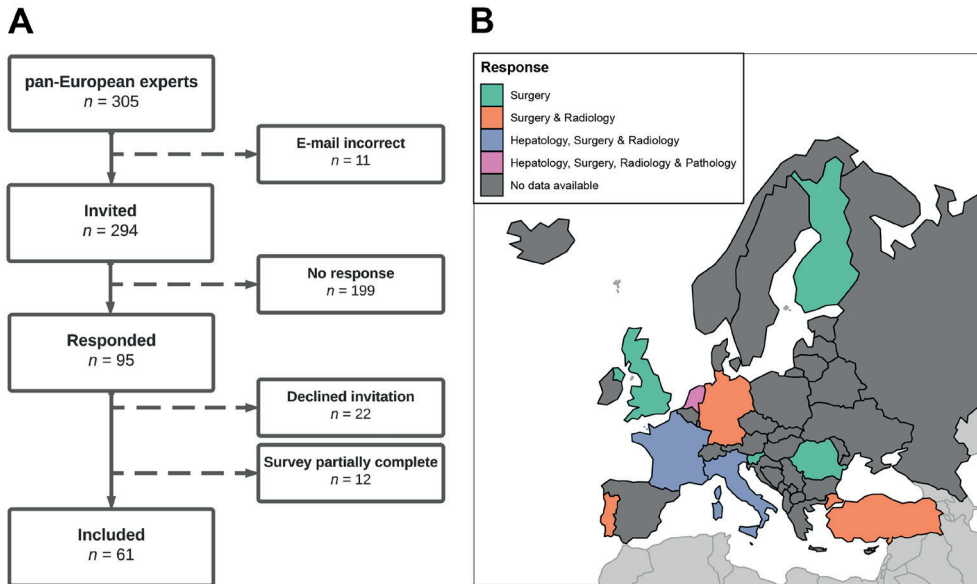 A
pan-European experts
n = 305
E-mail incorrect
n = 11
Invited
n = 294
No response
n = 199
Responded
n = 95
Declined invitation
n = 22
Survey partially complete
n = 12
Included
n = 61
B
Response
Surgery
Surgery & Radiology
Hepatology, Surgery & Radiology
Hepatology, Surgery, Radiology & Pathology
No data available